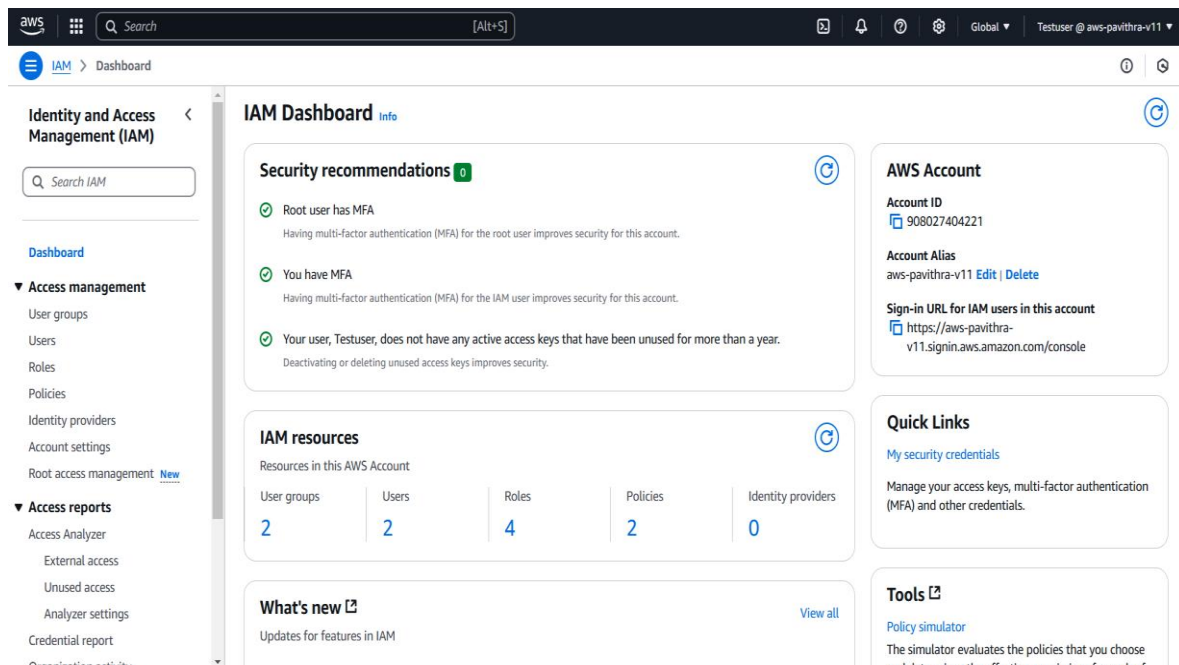 aws
Search
[Alt+S]
Global
Testuser @ aws-pavithra-v11
IAM > Dashboard
Identity and Access
Management (IAM)
Search IAM
Dashboard
Access management
User groups
Users
Roles
Policies
Identity providers
Account settings
Root access management New
Access reports
Access Analyzer
External access
Unused access
Analyzer settings
Credential report
IAM Dashboard Info
Security recommendations 0
Root user has MFA
Having multi-factor authentication (MFA) for the root user improves security for this account.
You have MFA
Having multi-factor authentication (MFA) for the IAM user improves security for this account.
Your user, Testuser, does not have any active access keys that have been unused for more than a year.
Deactivating or deleting unused access keys improves security.
IAM resources
Resources in this AWS Account
User groups Users Roles Policies Identity providers
2 2 4 2 0
What's new View all
Updates for features in IAM
AWS Account
Account ID
908027404221
Account Alias
aws-pavithra-v11 Edit | Delete
Sign-in URL for IAM users in this account
https://aws-pavithra-
v11.signin.aws.amazon.com/console
Quick Links
My security credentials
Manage your access keys, multi-factor authentication
(MFA) and other credentials.
Tools
Policy simulator
The simulator evaluates the policies that you choose